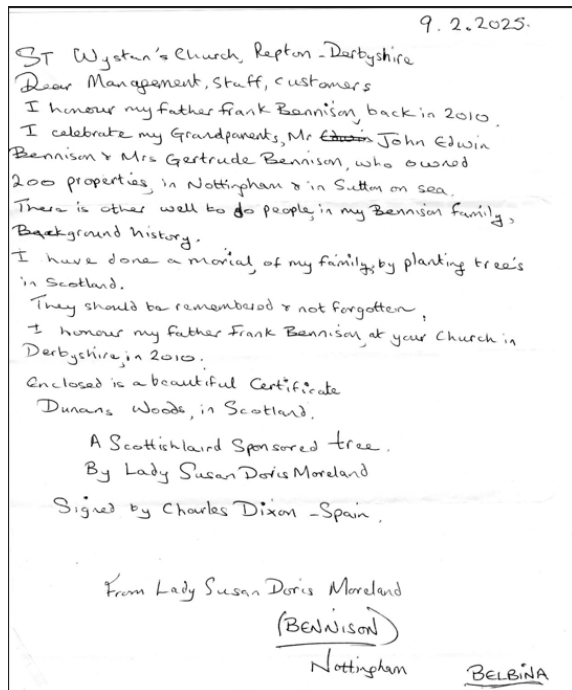 9.2.2025.
ST Wystan's Church, Repton - Derbyshire
Dear Management, Staff, Customers
I honour my father Frank Bennison, back in 2010.
I celebrate my Grandparents, Mr Edwin John Edwin
Bennison & Mrs Gertrude Bennison, who owned
200 properties, in Nottingham & in Sutton on sea.
There is other well to do people, in my Bennison family,
Background history.
I have done a morial, of my family, by planting tree's
in Scotland.
They should be remembered & not forgotten,
I honour my father Frank Bennison, at your Church in
Derbyshire, in 2010.
Enclosed is a beautiful Certificate
Dunans Woods, in Scotland.
A Scottishlaird Sponsored tree.
By Lady Susan Doris Moreland
Signed by Charles Dixon - Spain.
From Lady Susan Doris Moreland
(BENNISON)
Nottingham
BELBINA